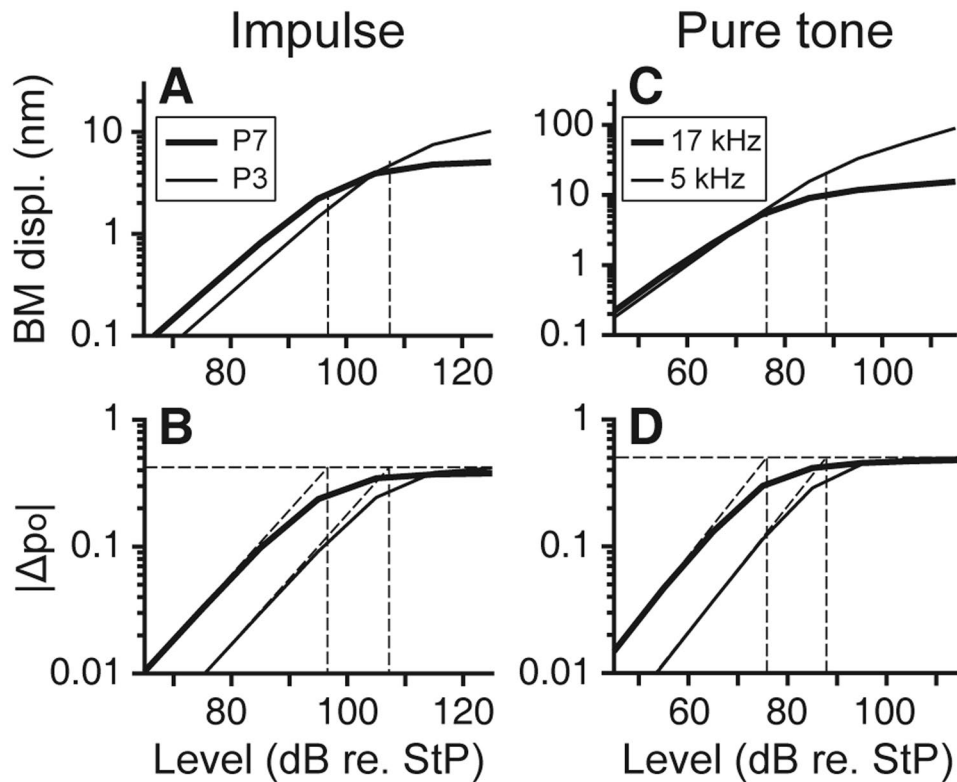 Impulse
Pure tone
A
P7
P3
BM displ. (nm)
10
1
0.1
80
100
120
C
17 kHz
5 kHz
100
10
1
0.1
60
80
100
B
|Δpo|
1
0.1
0.01
80
100
120
Level (dB re. StP)
D
1
0.1
0.01
60
80
100
Level (dB re. StP)